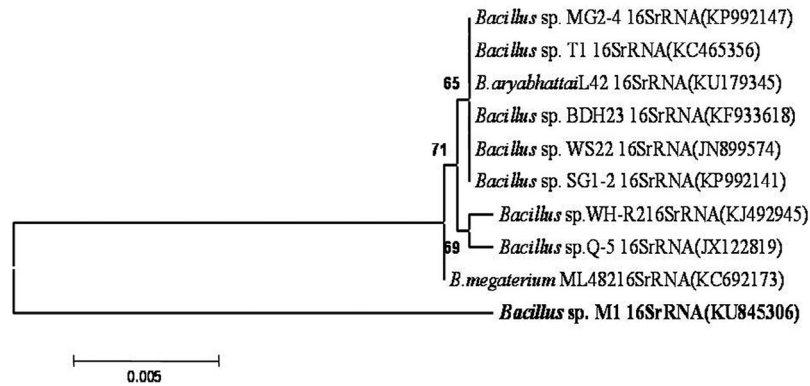 Bacillus sp. MG2-4 16SrRNA(KP992147)
Bacillus sp. T1 16SrRNA(KC465356)
65
B.aryabhattaiL42 16SrRNA(KU179345)
Bacillus sp. BDH23 16SrRNA(KF933618)
71
Bacillus sp. WS22 16SrRNA(JN899574)
Bacillus sp. SG1-2 16SrRNA(KP992141)
Bacillus sp.WH-R216SrRNA(KJ492945)
69
Bacillus sp.Q-5 16SrRNA(JX122819)
B.megaterium ML48216SrRNA(KC692173)
Bacillus sp. M1 16SrRNA(KU845306)
0.005